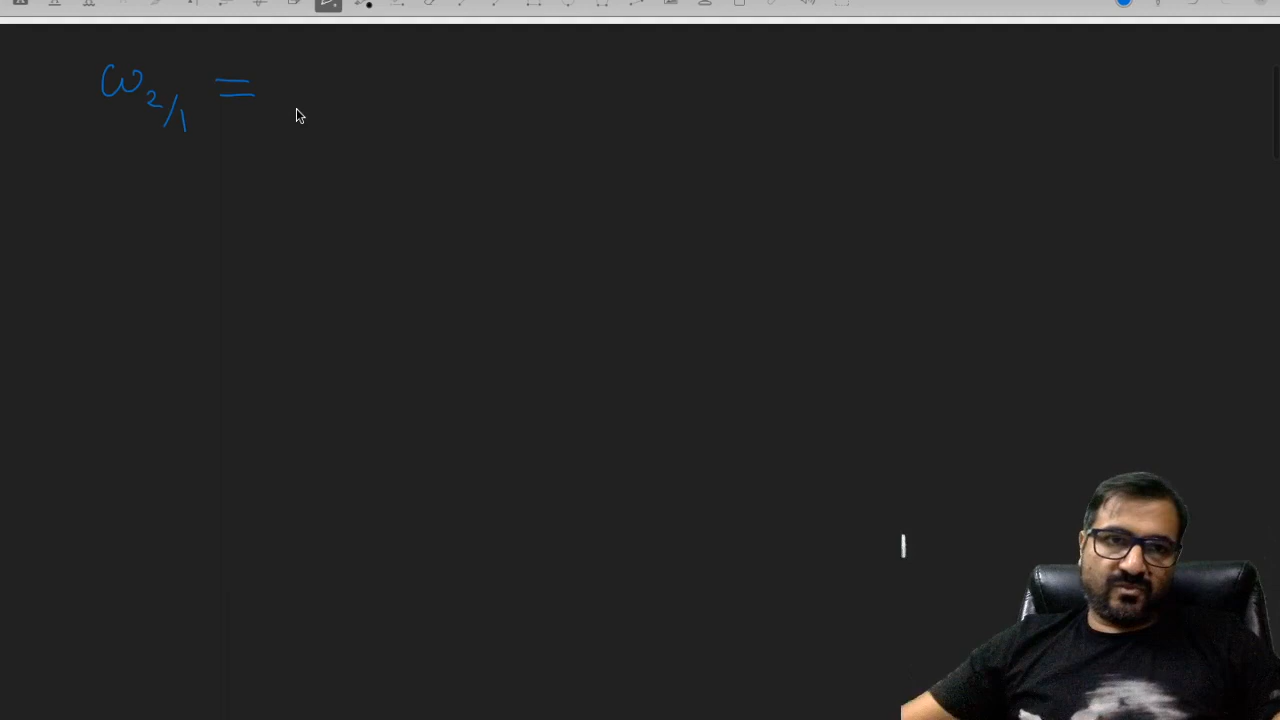 ω₂/₁ =